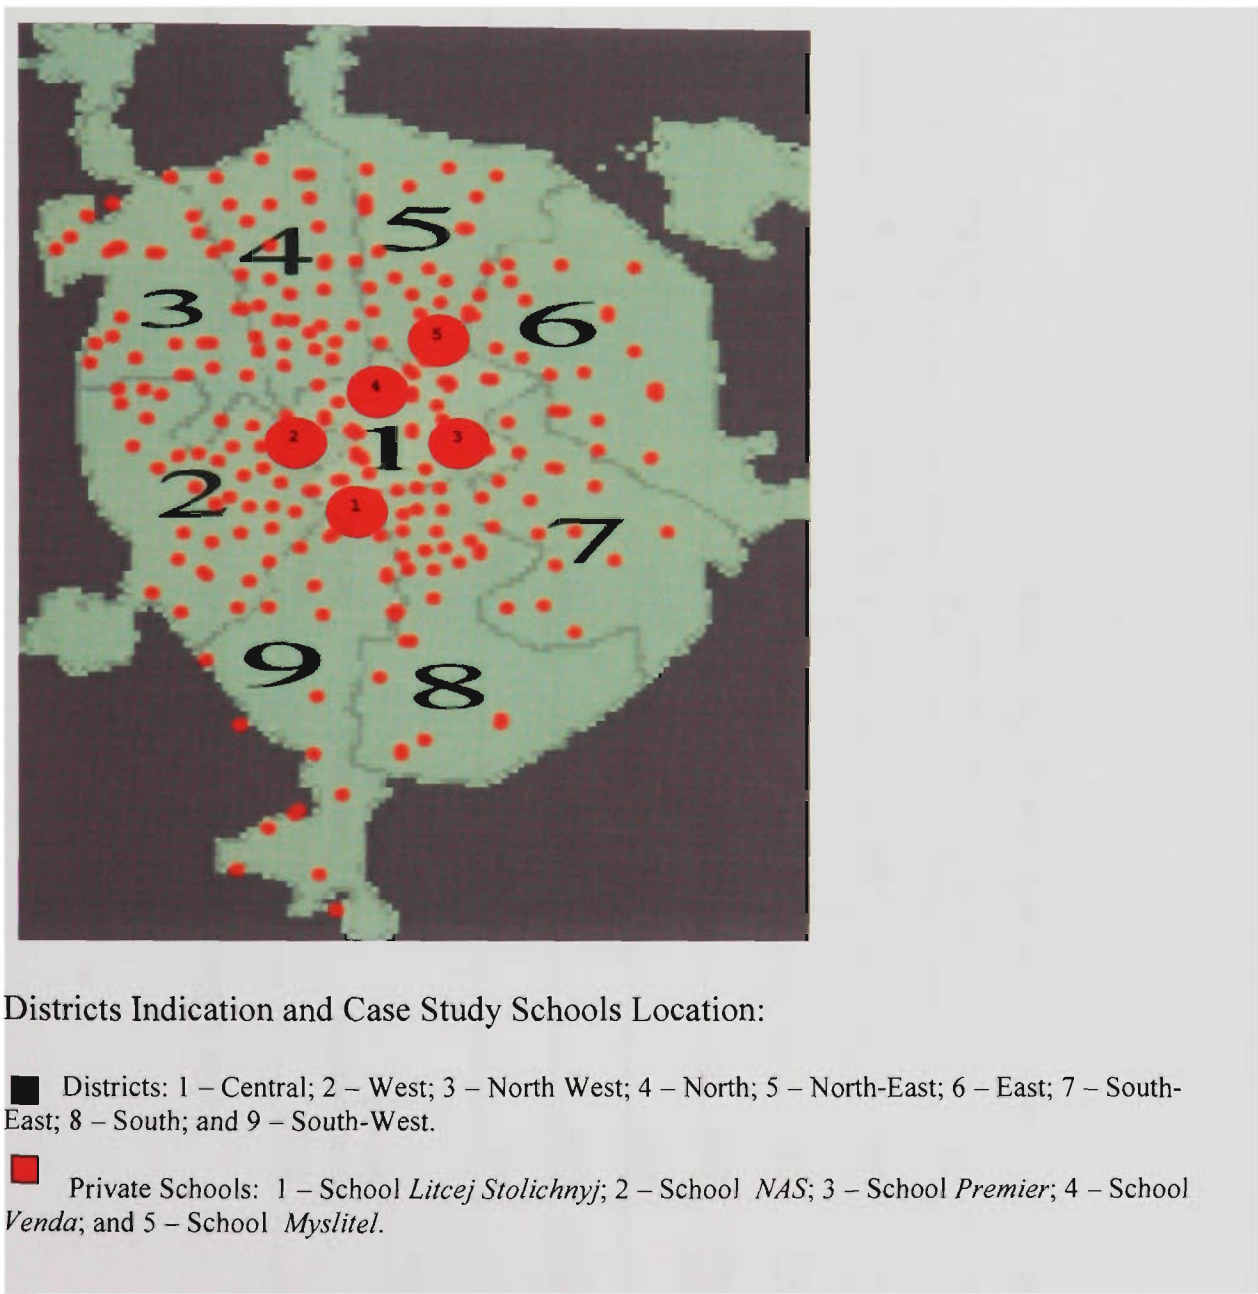 4
5
3
6
5
4
2
1
3
2
1
7
9
8
Districts Indication and Case Study Schools Location:
Districts: 1 – Central; 2 – West; 3 – North West; 4 – North; 5 – North-East; 6 – East; 7 – South-
East; 8 – South; and 9 – South-West.
Private Schools: 1 – School Litcej Stolichnyj; 2 – School NAS; 3 – School Premier; 4 – School
Venda; and 5 – School Myslitel.